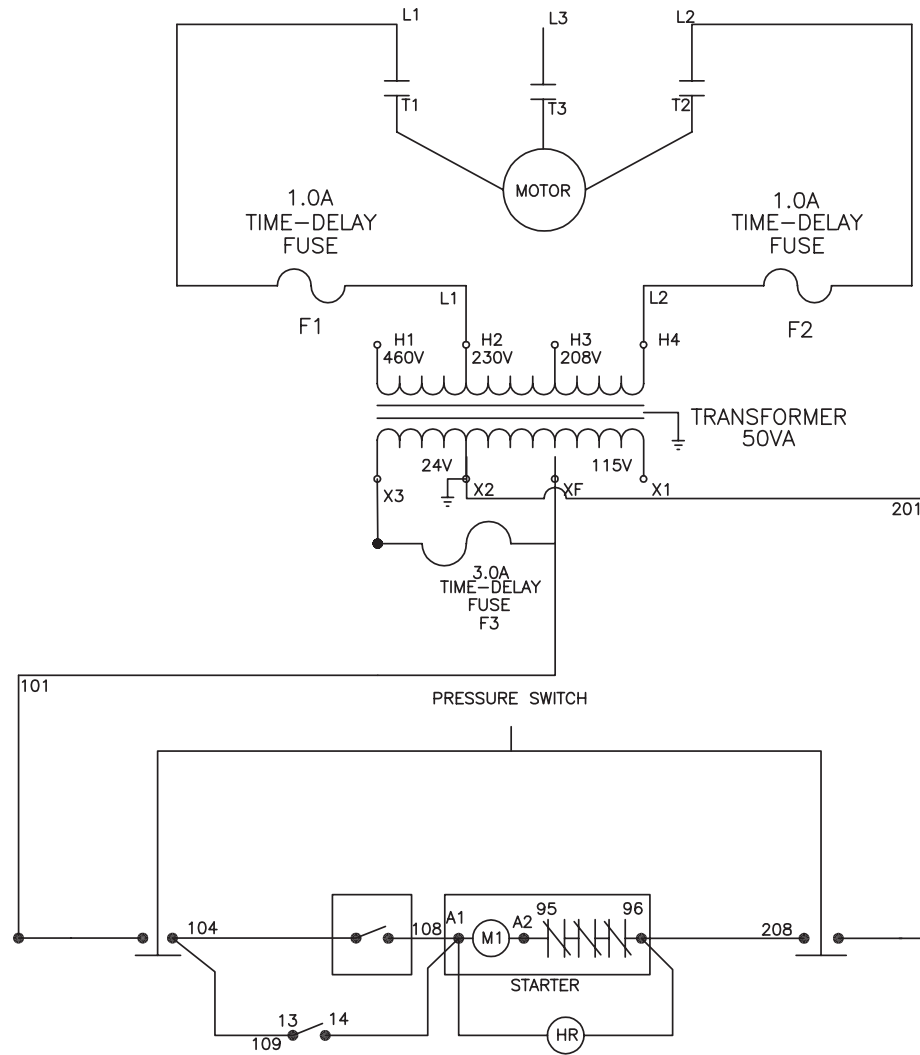 L1
L3
L2
T1
T3
T2
MOTOR
1.0A
TIME-DELAY
FUSE
1.0A
TIME-DELAY
FUSE
L1
L2
F1
F2
H1
H2
H3
H4
460V
230V
208V
TRANSFORMER
50VA
24V
115V
X3
X2
XF
X1
201
3.0A
TIME-DELAY
FUSE
F3
101
PRESSURE SWITCH
104
108
A1
M1
A2
95
96
208
STARTER
13
14
109
HR